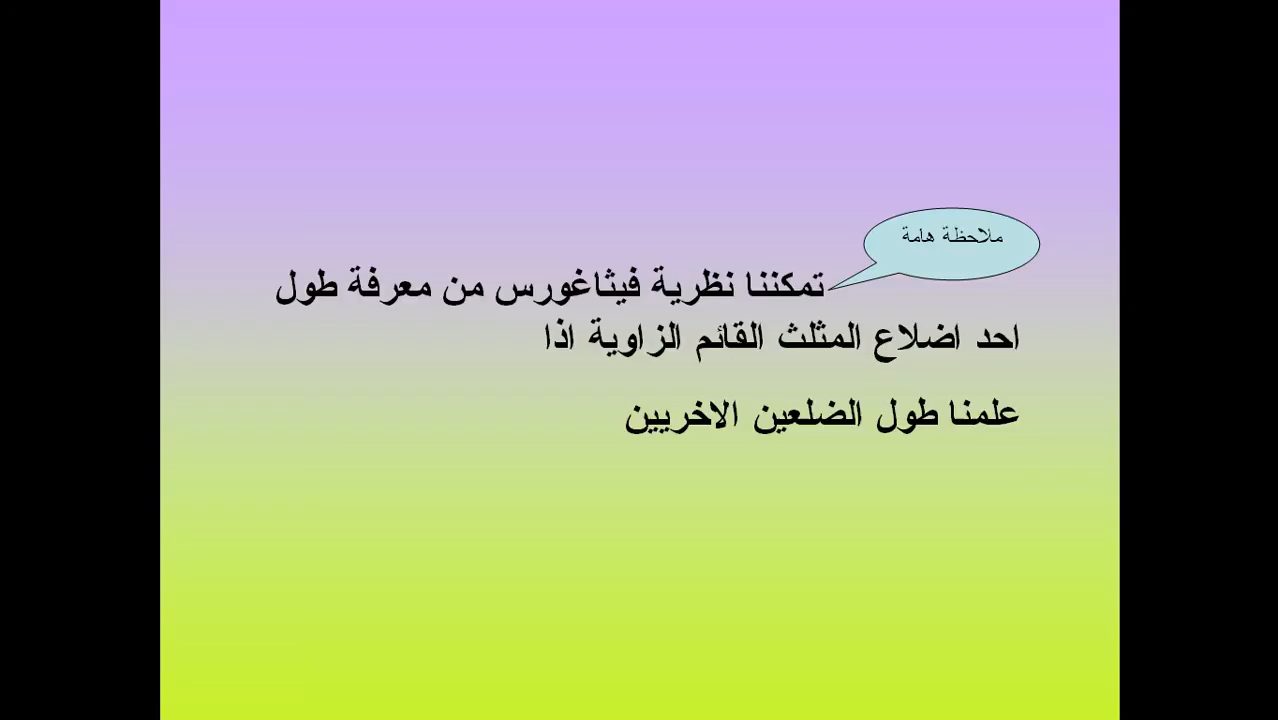 ملاحظة هامة
تمكننا نظرية فيثاغورس من معرفة طول
احد اضلاع المثلث القائم الزاوية اذا
علمنا طول الضلعين الاخريين